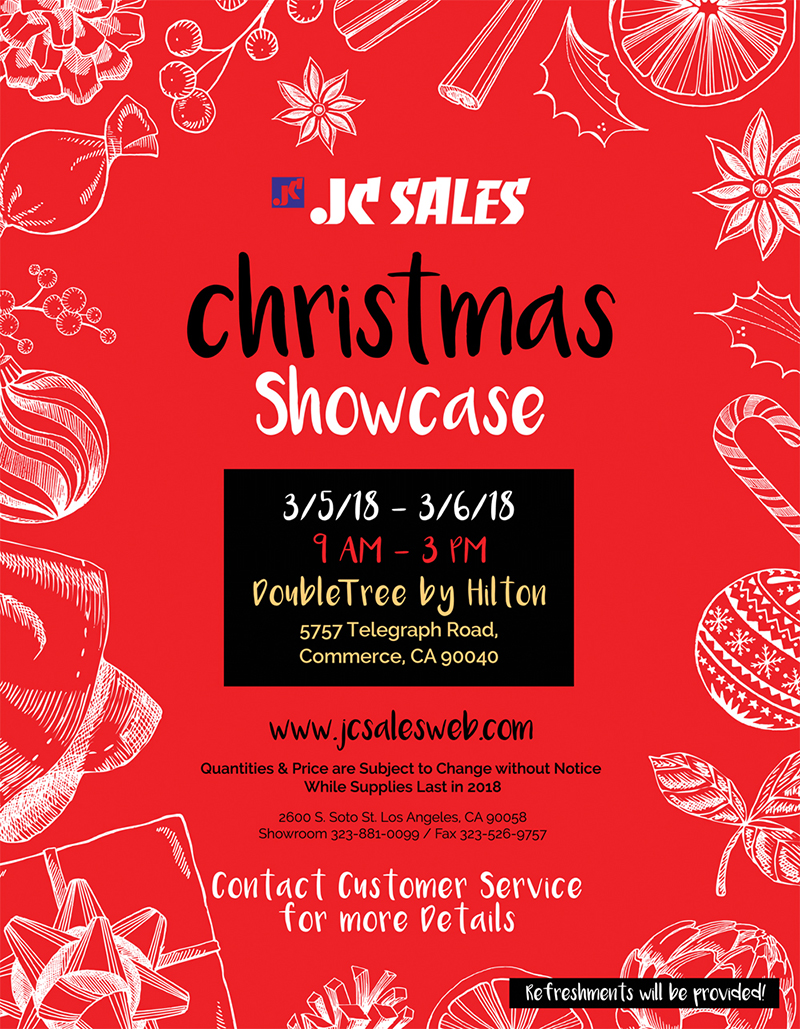 JC JC SALES
christmas
Showcase
3/5/18 - 3/6/18
9 AM - 3 PM
DoubleTree by Hilton
5757 Telegraph Road,
Commerce, CA 90040
www.jcsalesweb.com
Quantities & Price are Subject to Change without Notice
While Supplies Last in 2018
2600 S. Soto St. Los Angeles, CA 90058
Showroom 323-881-0099 / Fax 323-526-9757
Contact Customer Service
for more Details
Refreshments will be provided!